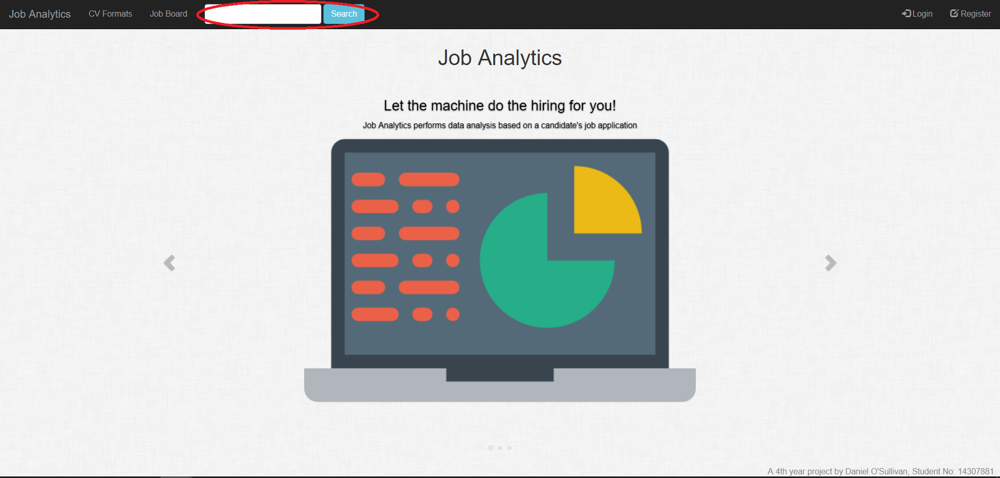 Job Analytics CV Formats Job Board Search Login Register
Job Analytics
Let the machine do the hiring for you!
Job Analytics performs data analysis based on a candidate's job application
A 4th year project by Daniel O'Sullivan, Student No: 14307881